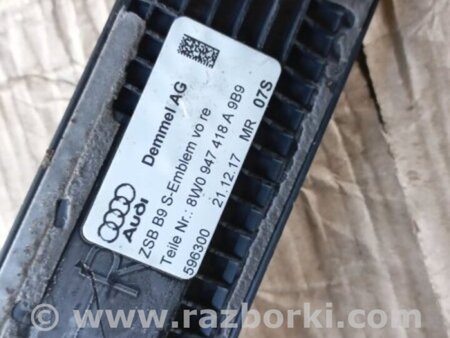 Demmel AG
Audi
ZSB B9 S-Emblem vo re
Teile Nr.: 8W0 947 418 A 9B9
596300
21.12.17
MR
07S
R
www.razborki.com